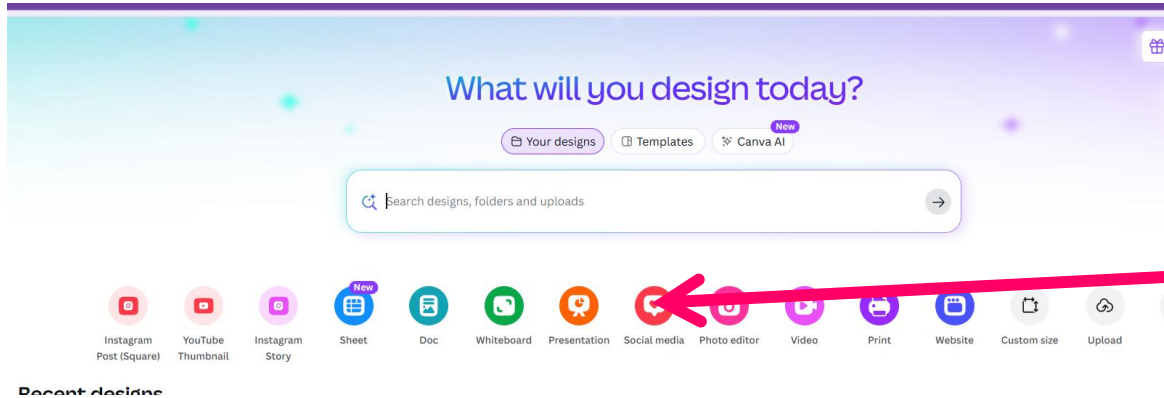 What will you design today?
New
Your designs
Templates
Canva AI
Search designs, folders and uploads
New
Instagram
Post (Square)
YouTube
Thumbnail
Instagram
Story
Sheet
Doc
Whiteboard
Presentation
Social media
Photo editor
Video
Print
Website
Custom size
Upload
Recent designs